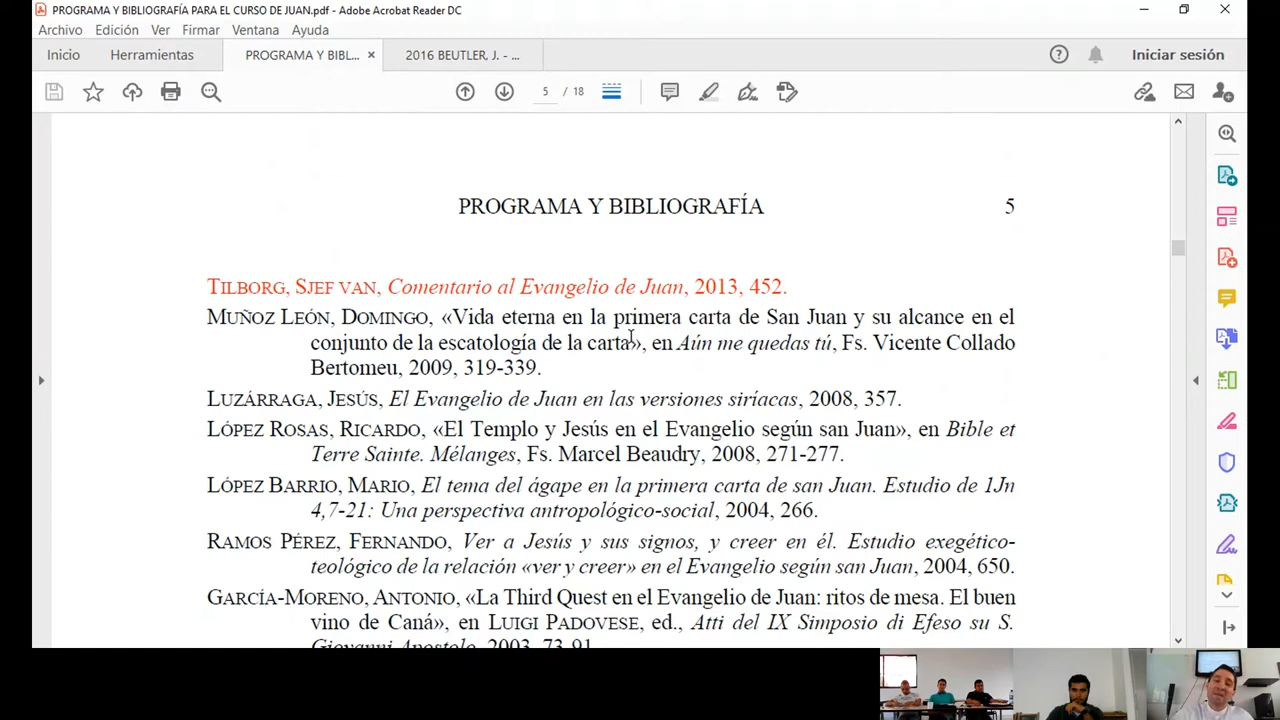 PROGRAMA Y BIBLIOGRAFÍA PARA EL CURSO DE JUAN.pdf - Adobe Acrobat Reader DC
Archivo Edición Ver Firmar Ventana Ayuda
Inicio Herramientas PROGRAMA Y BIBL... × 2016 BEUTLER, J. - ... Iniciar sesión
5 / 18
PROGRAMA Y BIBLIOGRAFÍA 5
TILBORG, SJEF VAN, Comentario al Evangelio de Juan, 2013, 452.
MUÑOZ LEÓN, DOMINGO, «Vida eterna en la primera carta de San Juan y su alcance en el
conjunto de la escatología de la carta», en Aún me quedas tú, Fs. Vicente Collado
Bertomeu, 2009, 319-339.
LUZÁRRAGA, JESÚS, El Evangelio de Juan en las versiones siríacas, 2008, 357.
LÓPEZ ROSAS, RICARDO, «El Templo y Jesús en el Evangelio según san Juan», en Bible et
Terre Sainte. Mélanges, Fs. Marcel Beaudry, 2008, 271-277.
LÓPEZ BARRIO, MARIO, El tema del ágape en la primera carta de san Juan. Estudio de 1Jn
4,7-21: Una perspectiva antropológico-social, 2004, 266.
RAMOS PÉREZ, FERNANDO, Ver a Jesús y sus signos, y creer en él. Estudio exegético-
teológico de la relación «ver y creer» en el Evangelio según san Juan, 2004, 650.
GARCÍA-MORENO, ANTONIO, «La Third Quest en el Evangelio de Juan: ritos de mesa. El buen
vino de Caná», en LUIGI PADOVESE, ed., Atti del IX Simposio di Efeso su S.
Giovanni Apostolo, 2003, 73-91.